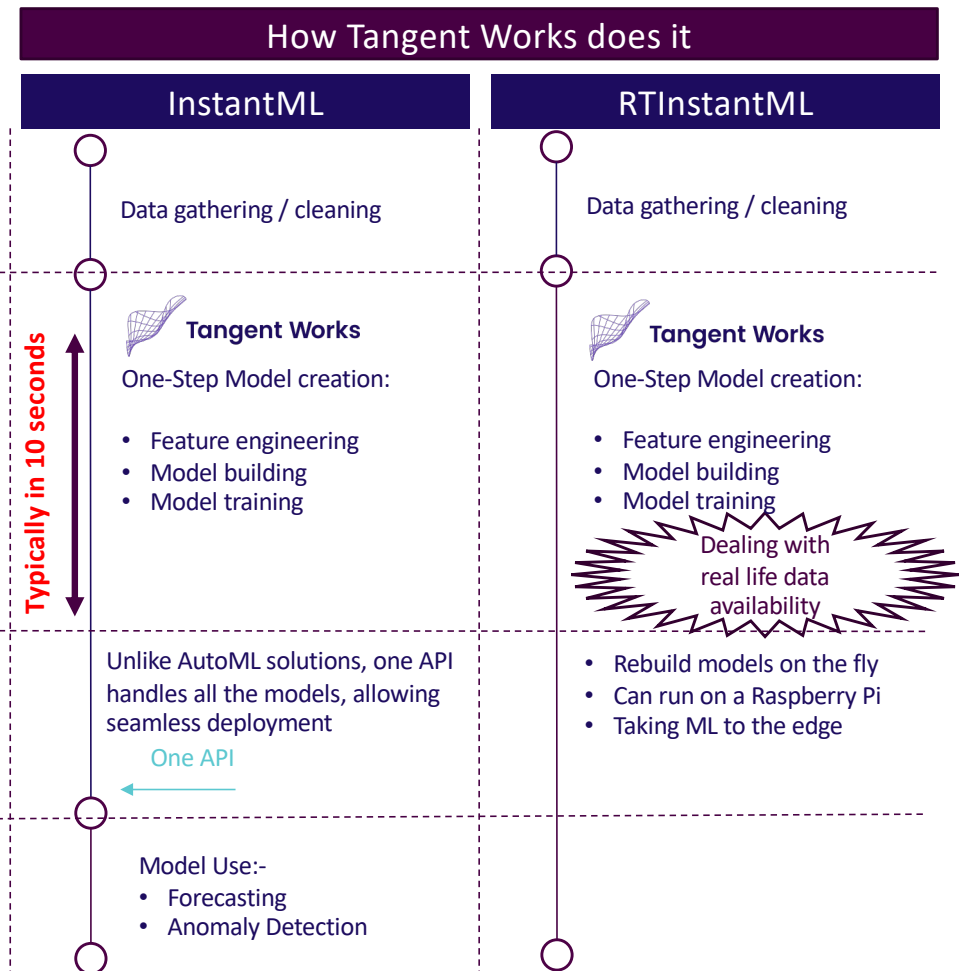 How Tangent Works does it
InstantML
Data gathering / cleaning
Typically in 10 seconds
Tangent Works
One-Step Model creation:
• Feature engineering
• Model building
• Model training
Unlike AutoML solutions, one API
handles all the models, allowing
seamless deployment
One API
Model Use:-
• Forecasting
• Anomaly Detection
RTInstantML
Data gathering / cleaning
Tangent Works
One-Step Model creation:
• Feature engineering
• Model building
• Model training
Dealing with
real life data
availability
• Rebuild models on the fly
• Can run on a Raspberry Pi
• Taking ML to the edge